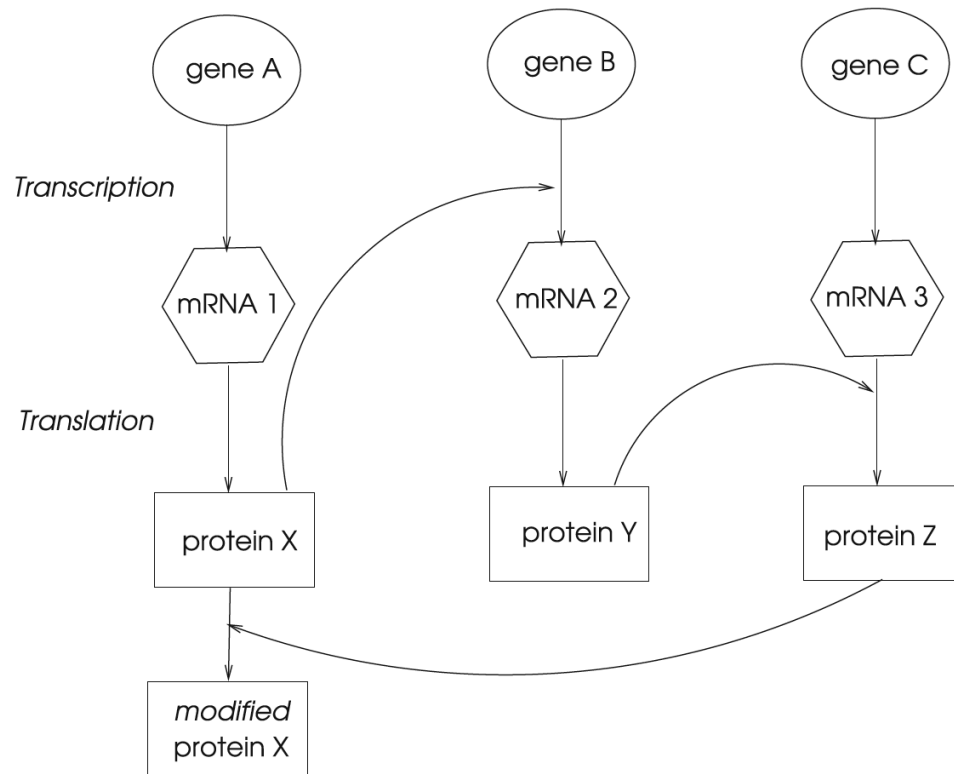 gene A
gene B
gene C
Transcription
mRNA 1
mRNA 2
mRNA 3
Translation
protein X
protein Y
protein Z
modified
protein X